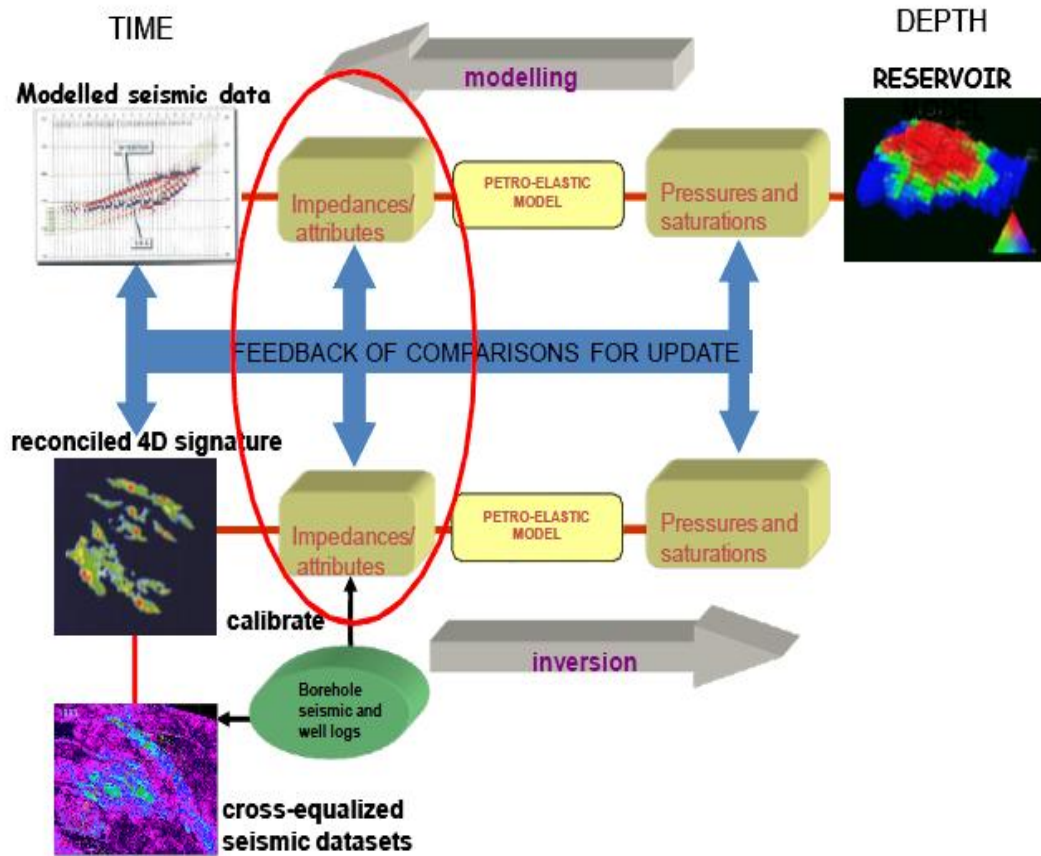 TIME
DEPTH
modelling
Modelled seismic data
RESERVOIR
MODEL
Impedances/
attributes
PETRO-ELASTIC
MODEL
Pressures and
saturations
FEEDBACK OF COMPARISONS FOR UPDATE
reconciled 4D signature
Impedances/
attributes
PETRO-ELASTIC
MODEL
Pressures and
saturations
calibrate
inversion
Borehole
seismic and
well logs
cross-equalized
seismic datasets